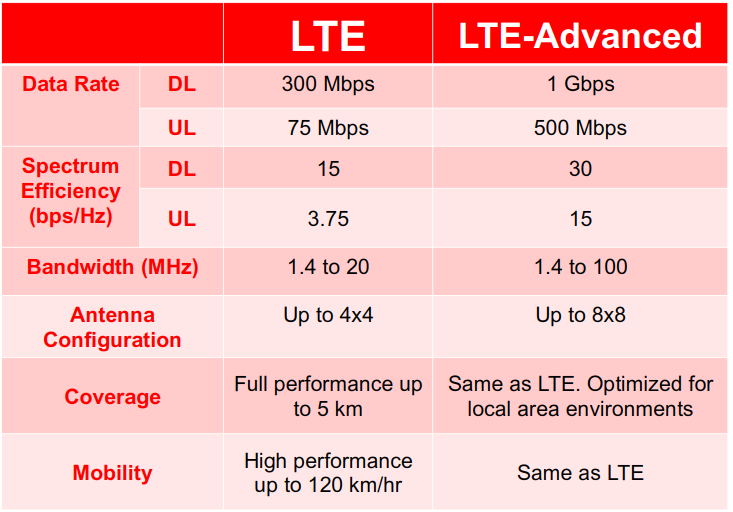 LTE
LTE-Advanced
Data Rate
DL
300 Mbps
1 Gbps
UL
75 Mbps
500 Mbps
Spectrum
Efficiency
(bps/Hz)
DL
15
30
UL
3.75
15
Bandwidth (MHz)
1.4 to 20
1.4 to 100
Antenna
Configuration
Up to 4x4
Up to 8x8
Coverage
Full performance up
to 5 km
Same as LTE. Optimized for
local area environments
Mobility
High performance
up to 120 km/hr
Same as LTE